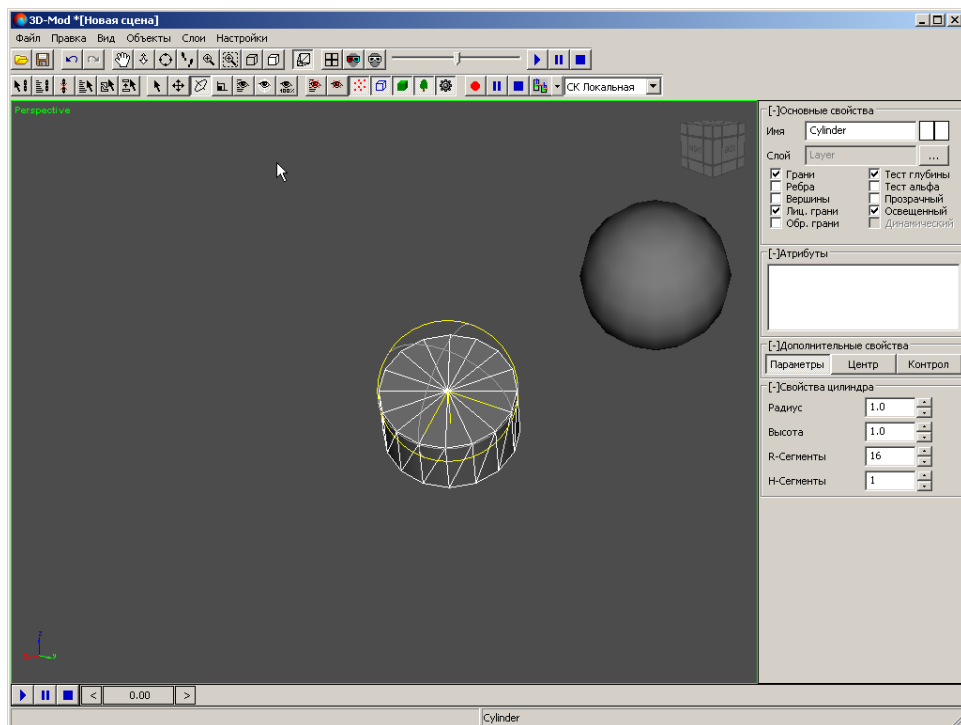 3D-Mod *[Новая сцена]
Файл Правка Вид Объекты Слои Настройки
100%
СК Локальная
Perspective
[-]Основные свойства
Имя Cylinder
Слой Layer ...
Грани Тест глубины
Ребра Тест альфа
Вершины Прозрачный
Лиц. грани Освещенный
Обр. грани Динамический
[-]Атрибуты
[-]Дополнительные свойства
Параметры Центр Контрол
[-]Свойства цилиндра
Радиус 1.0
Высота 1.0
R-Сегменты 16
H-Сегменты 1
z
y
< 0.00 >
Cylinder